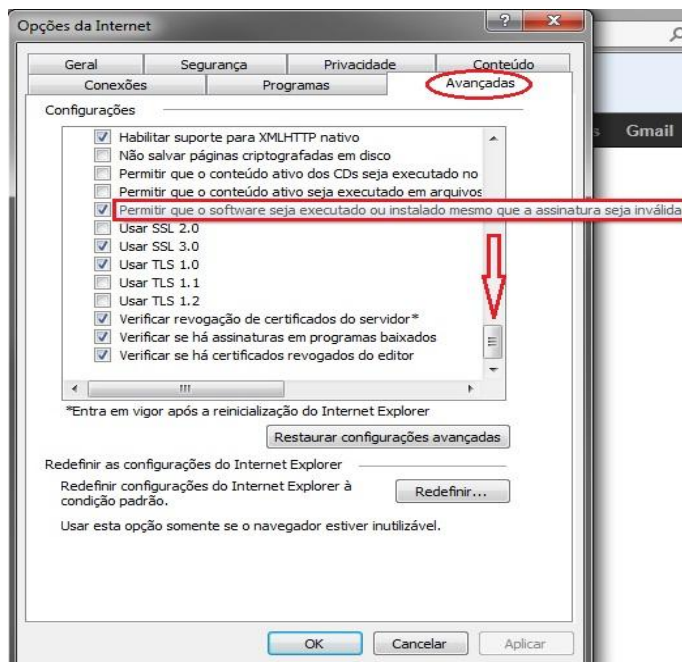 Opções da Internet
?
X
Geral
Segurança
Privacidade
Conteúdo
Conexões
Programas
Avançadas
Configurações
Habilitar suporte para XMLHTTP nativo
Não salvar páginas criptografadas em disco
Permitir que o conteúdo ativo dos CDs seja executado no
Permitir que o conteúdo ativo seja executado em arquivos
Permitir que o software seja executado ou instalado mesmo que a assinatura seja inválida
Usar SSL 2.0
Usar SSL 3.0
Usar TLS 1.0
Usar TLS 1.1
Usar TLS 1.2
Verificar revogação de certificados do servidor*
Verificar se há assinaturas em programas baixados
Verificar se há certificados revogados do editor
*Entra em vigor após a reinicialização do Internet Explorer
Restaurar configurações avançadas
Redefinir as configurações do Internet Explorer
Redefinir configurações do Internet Explorer à
condição padrão.
Redefinir...
Usar esta opção somente se o navegador estiver inutilizável.
OK
Cancelar
Aplicar
s
Gmail